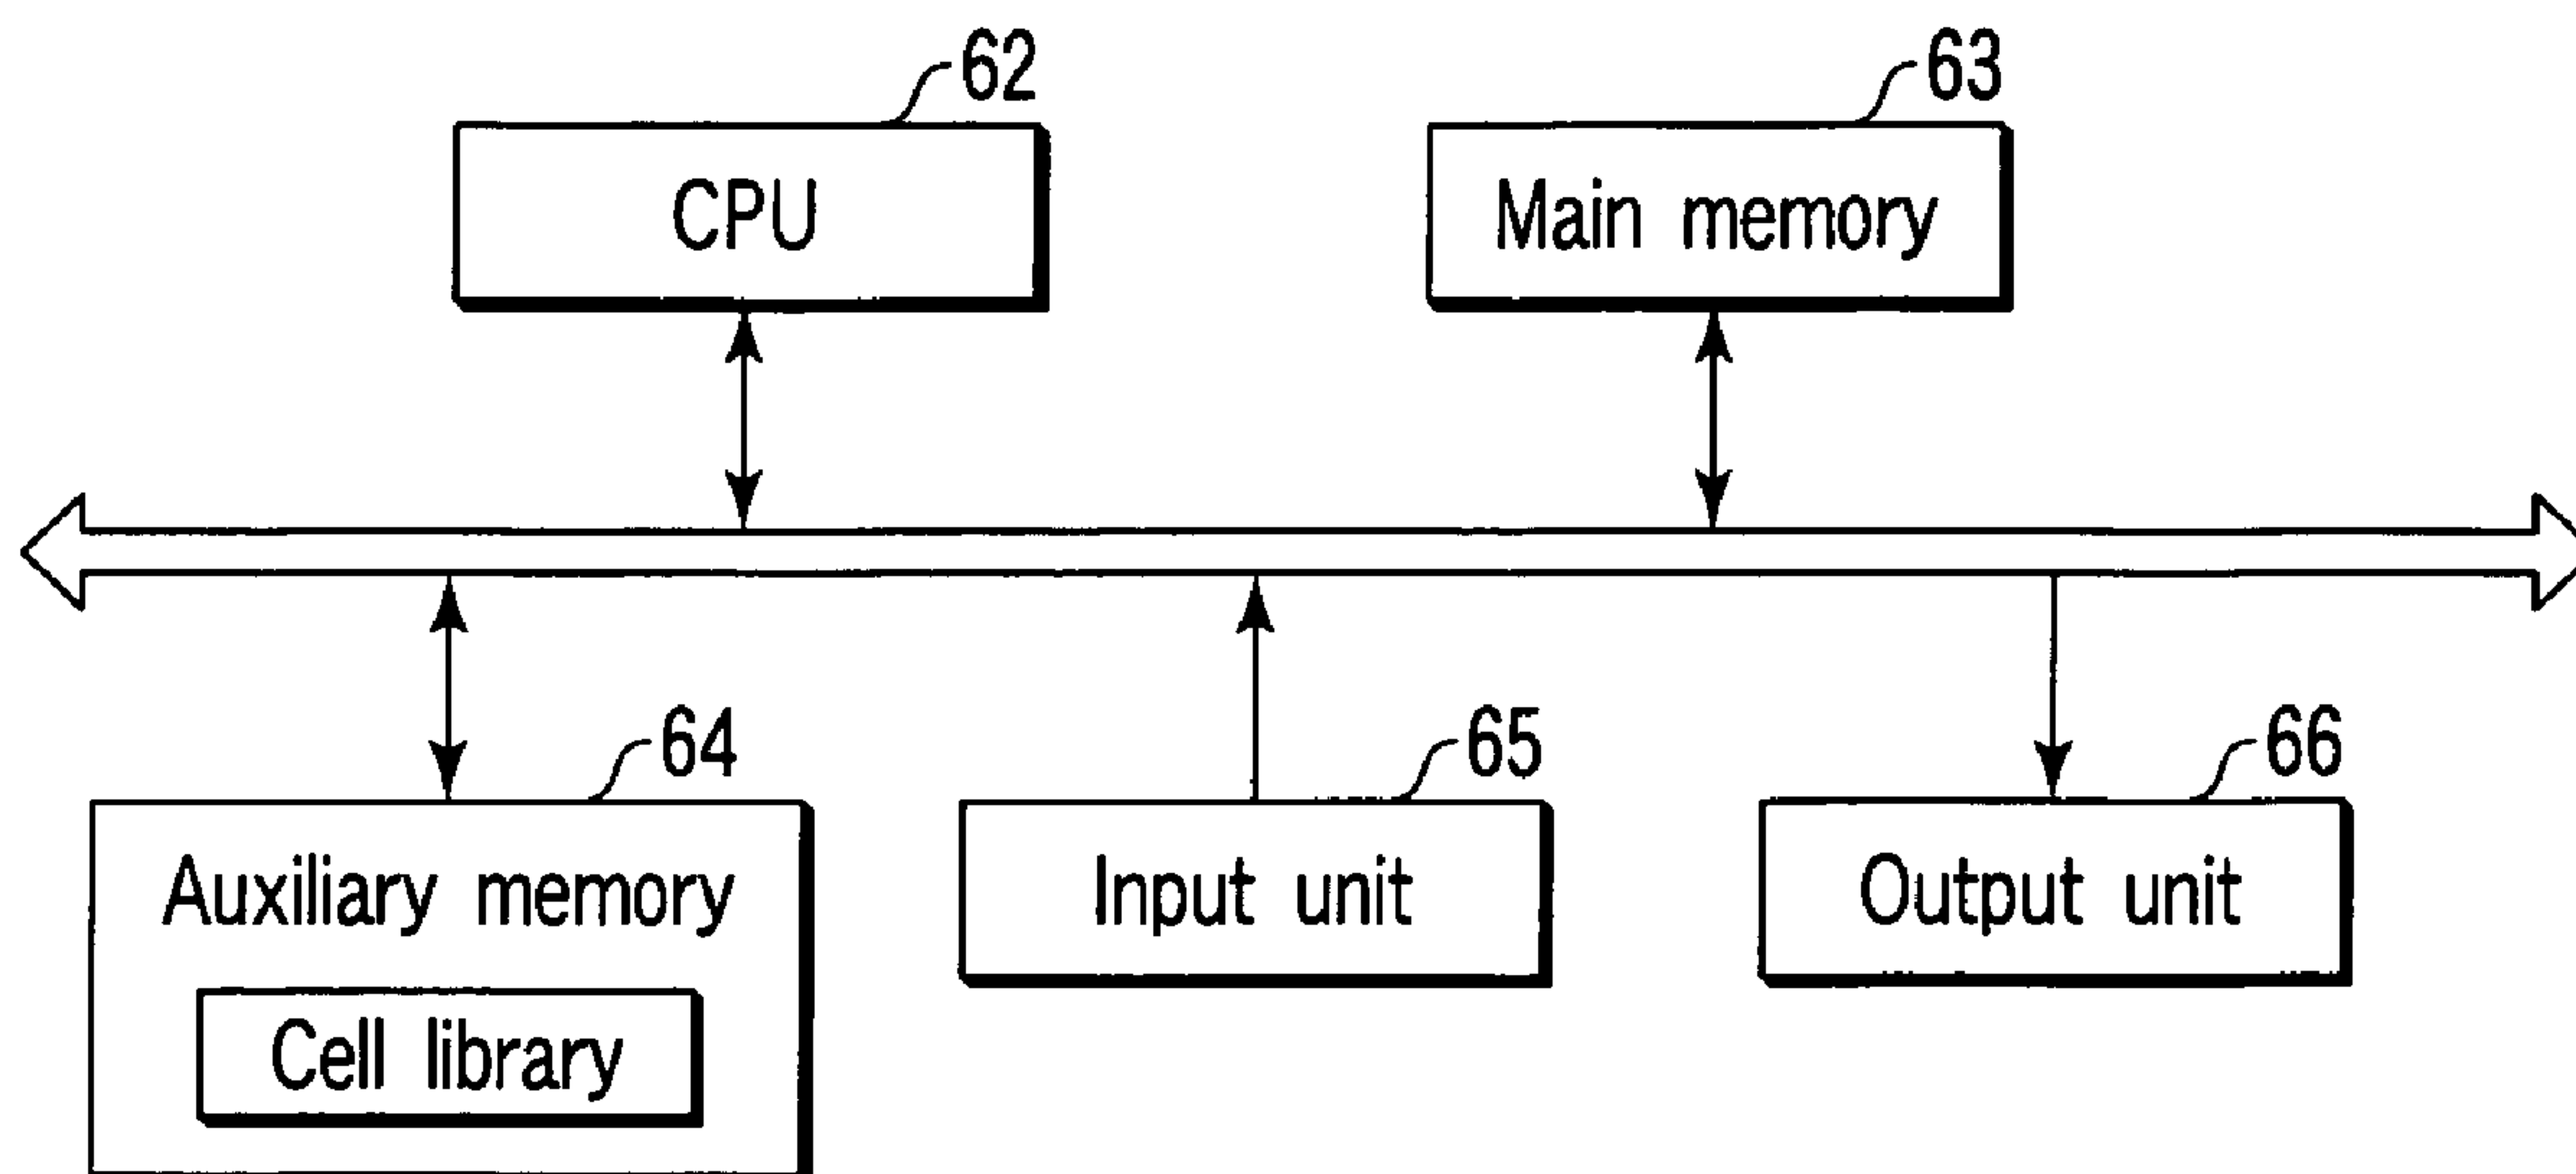 62
63
CPU
Main memory
64
65
66
Auxiliary memory
Input unit
Output unit
Cell library